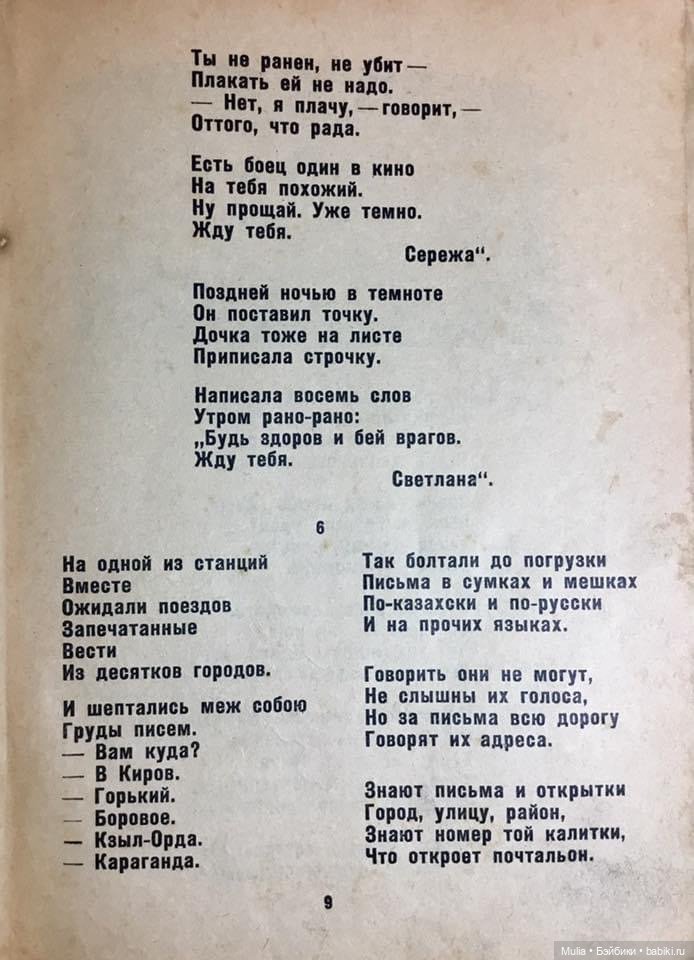 Ты не ранен, не убит —
Плакать ей не надо.
— Нет, я плачу, — говорит, —
Оттого, что рада.
Есть боец один в кино
На тебя похожий.
Ну прощай. Уже темно.
Жду тебя.
Сережа“.
Поздней ночью в темноте
Он поставил точку.
Дочка тоже на листе
Приписала строчку.
Написала восемь слов
Утром рано-рано:
„Будь здоров и бей врагов.
Жду тебя.
Светлана“.
6
На одной из станций
Вместе
Ожидали поездов
Запечатанные
Вести
Из десятков городов.
И шептались меж собою
Груды писем.
— Вам куда?
— В Киров.
— Горький.
— Боровое.
— Кзыл-Орда.
— Караганда.
Так болтали до погрузки
Письма в сумках и мешках
По-казахски и по-русски
И на прочих языках.
Говорить они не могут,
Не слышны их голоса,
Но за письма всю дорогу
Говорят их адреса.
Знают письма и открытки
Город, улицу, район,
Знают номер той калитки,
Что откроет почтальон.
9
Mulia • Бэйбики • babiki.ru